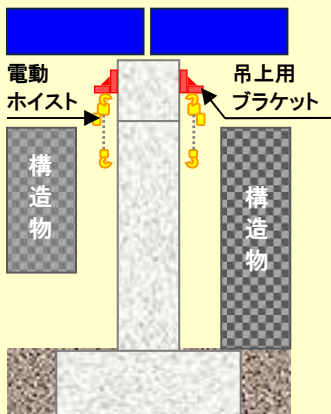 電動
ホイスト
吊上用
ブラケット
構造物
構造物